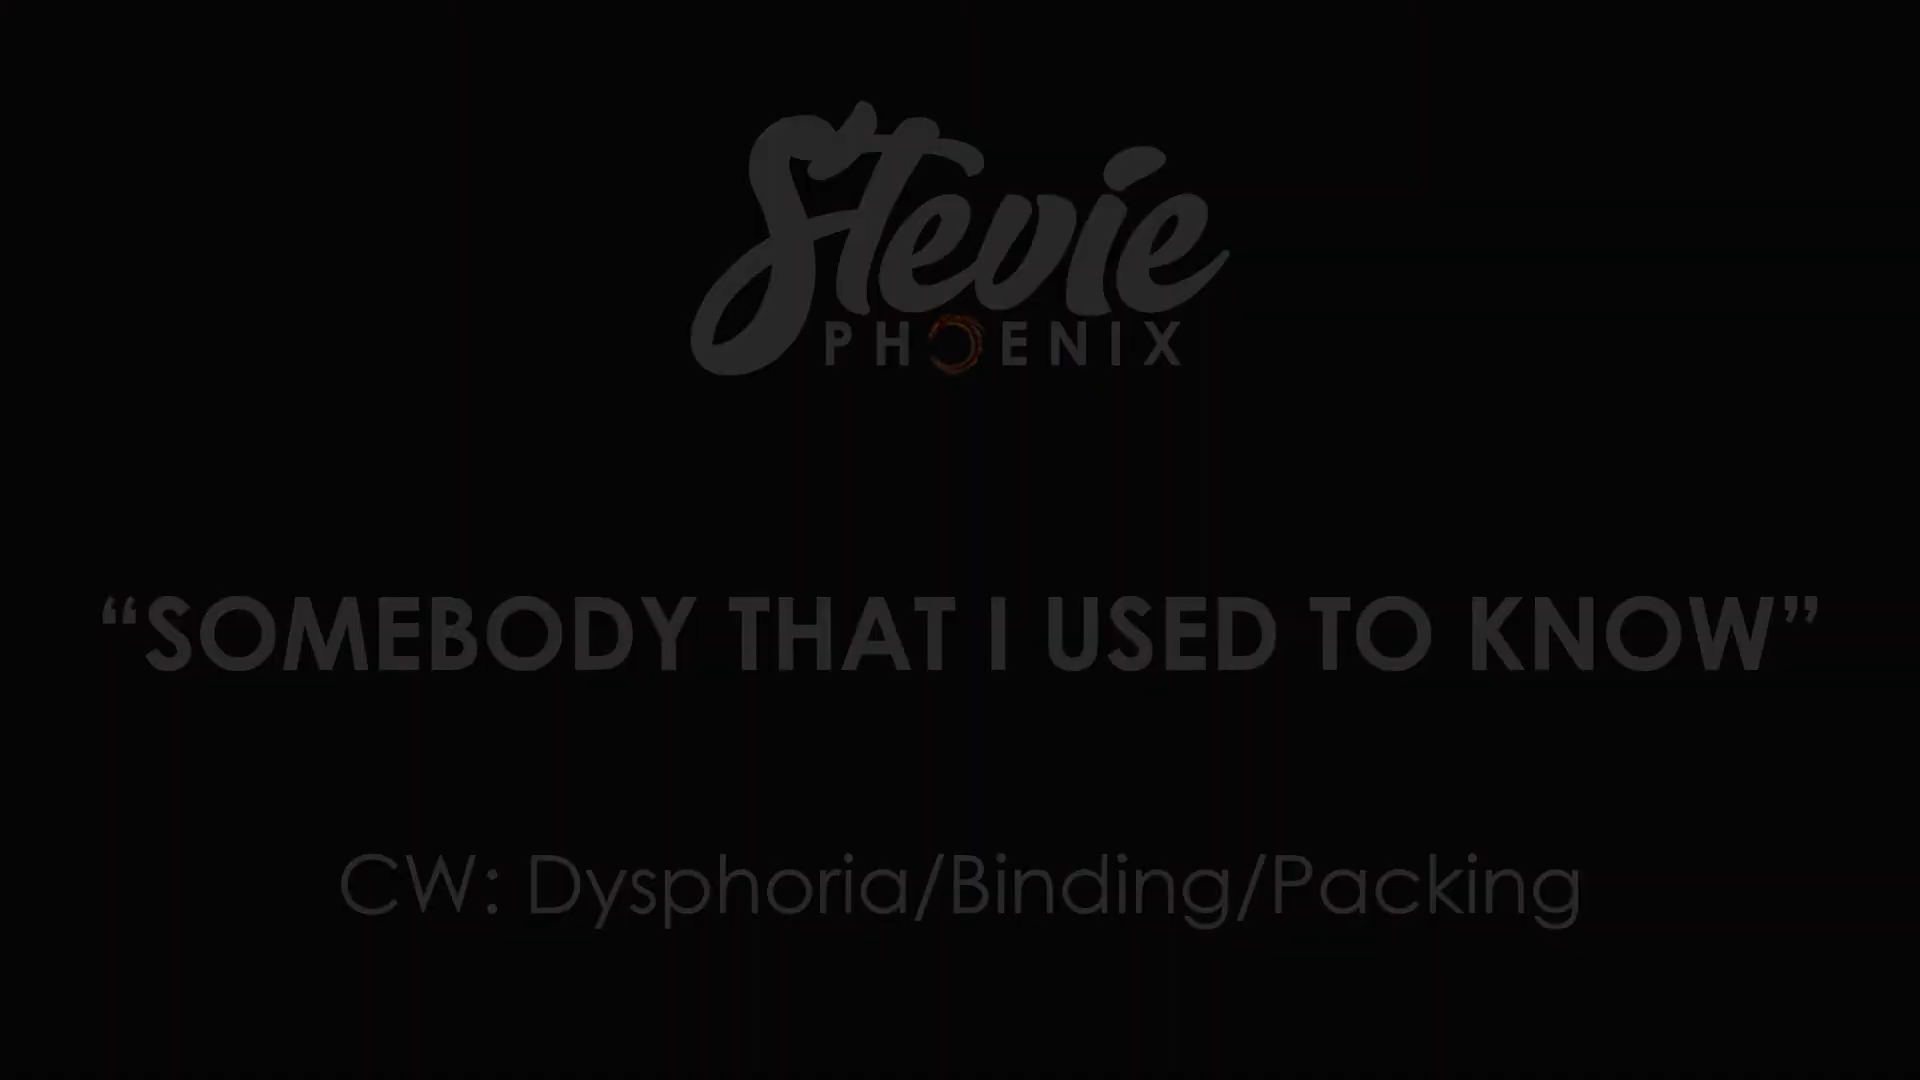 Stevie
PHOENIX
“SOMEBODY THAT I USED TO KNOW”
CW: Dysphoria/Binding/Packing